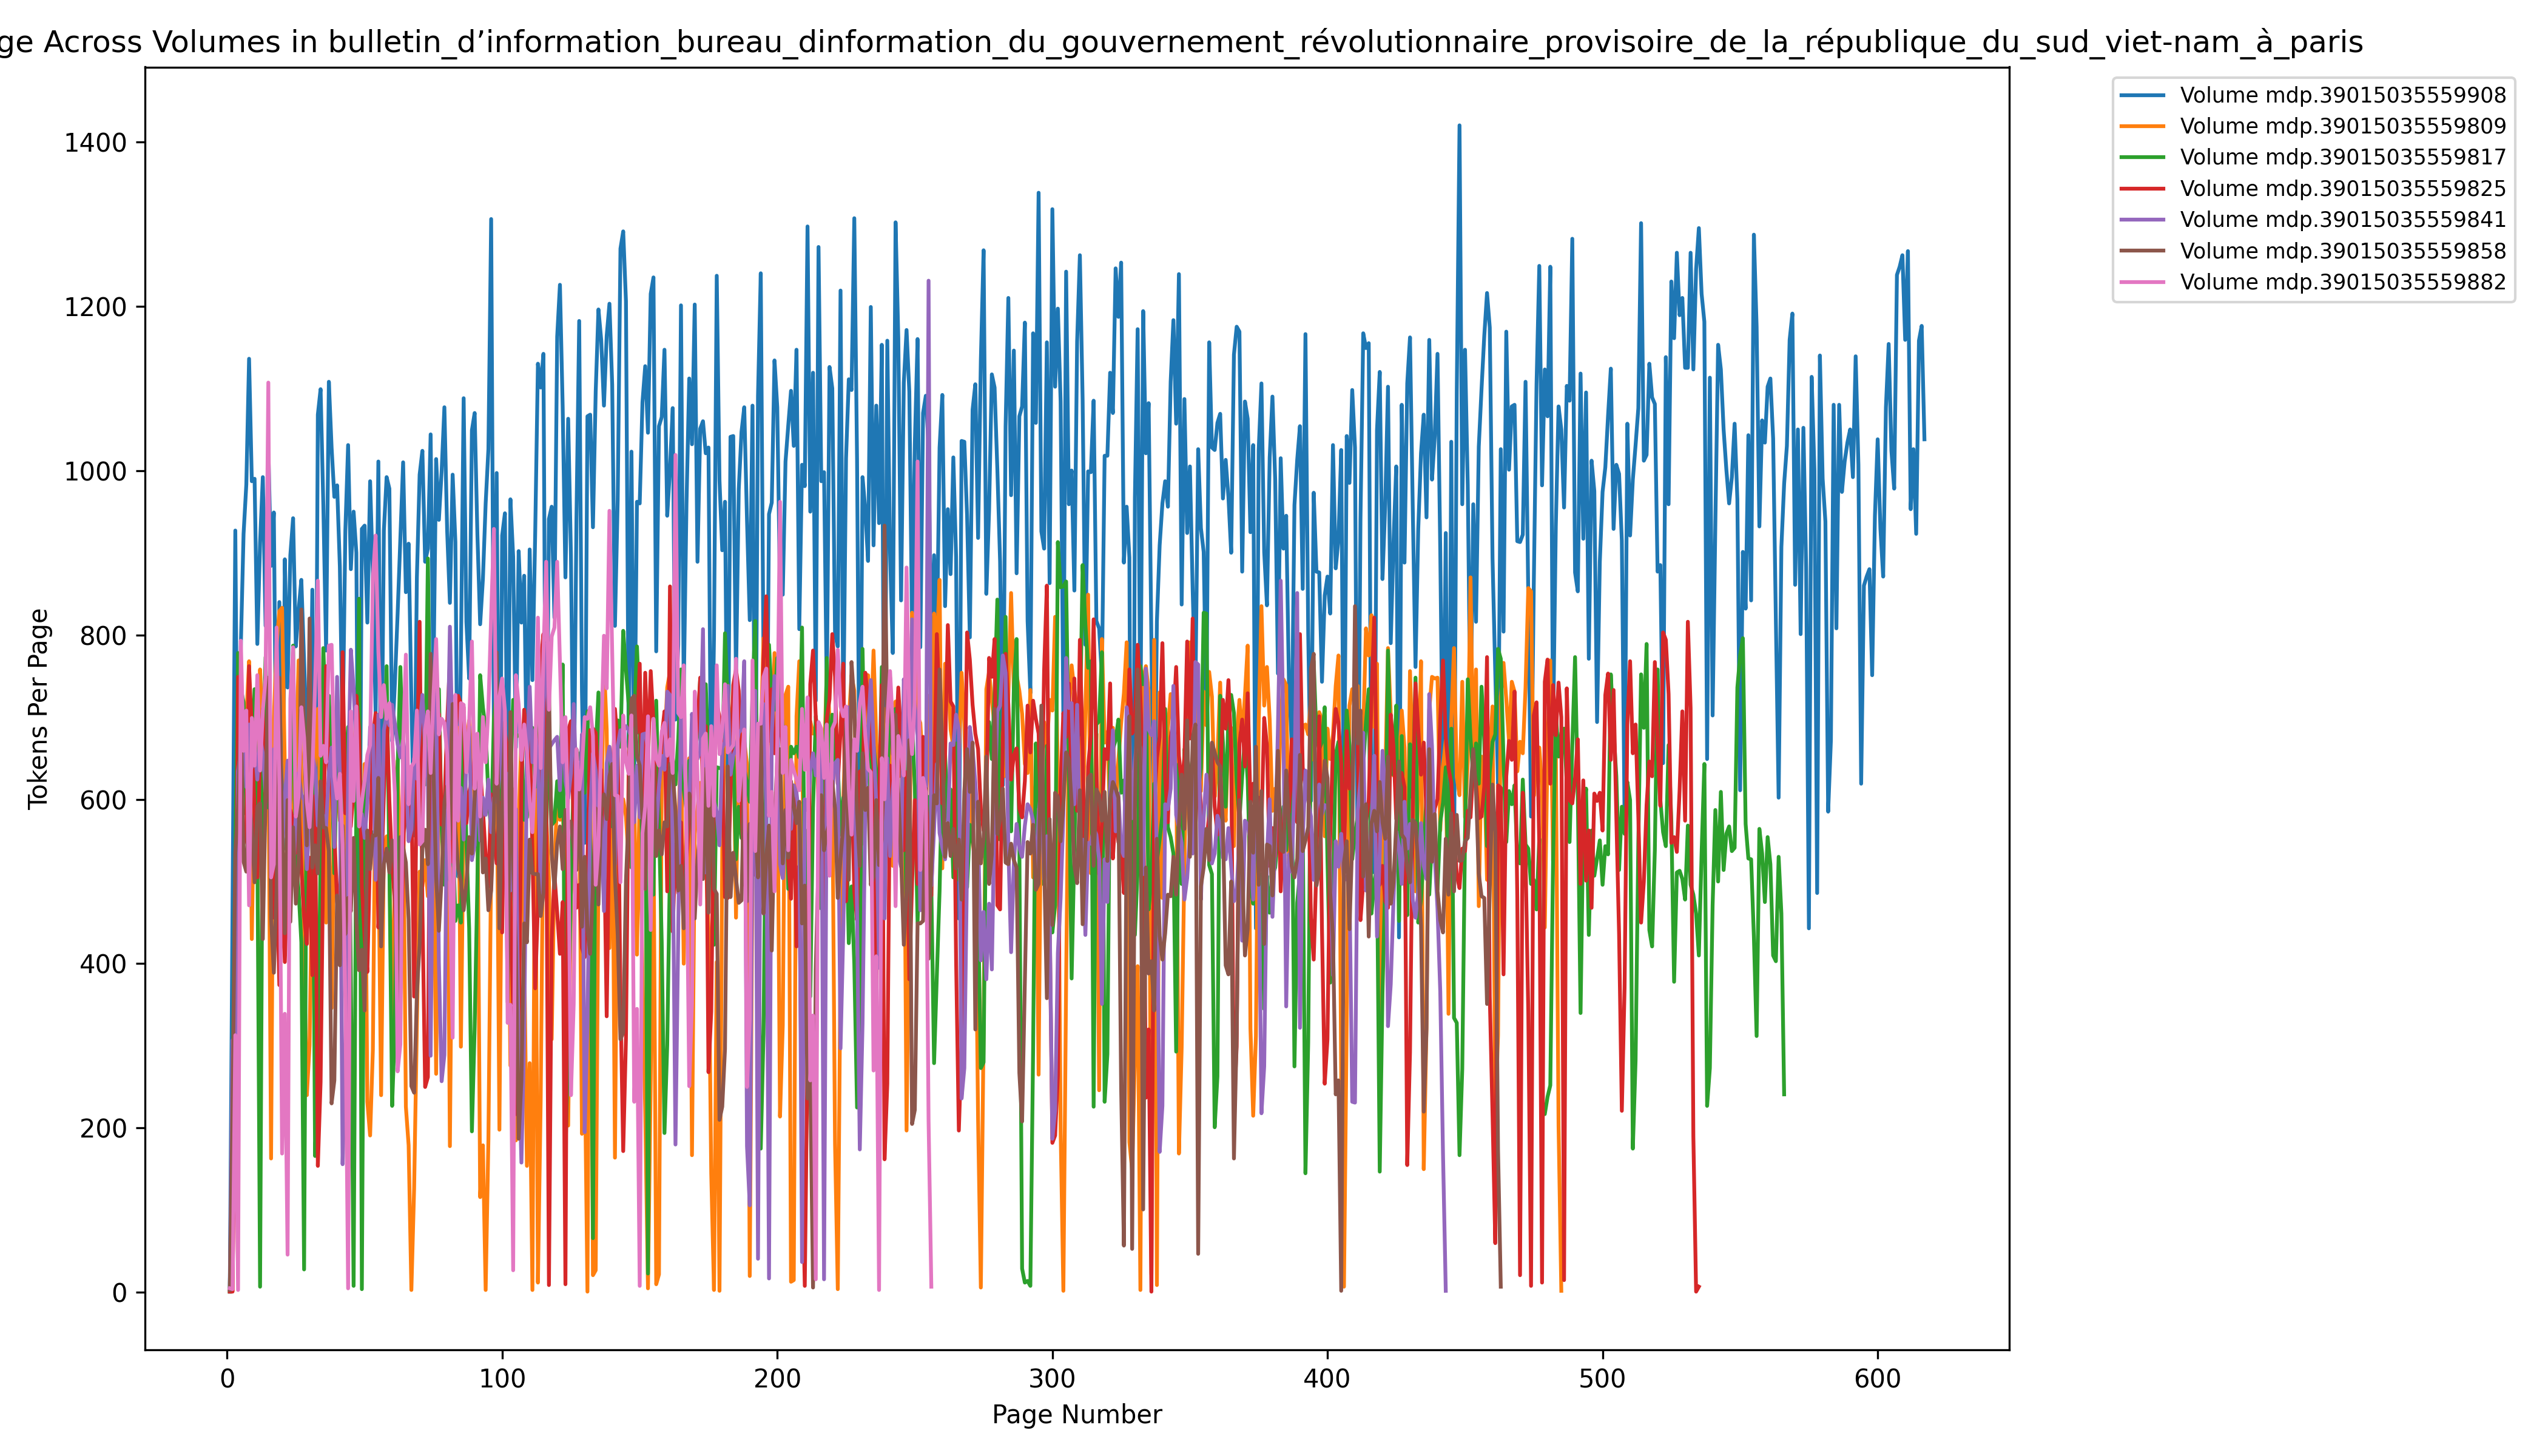 ge Across Volumes in bulletin_d’information_bureau_dinformation_du_gouvernement_révolutionnaire_provisoire_de_la_république_du_sud_viet-nam_à_paris
Volume mdp.39015035559908
Volume mdp.39015035559809
Volume mdp.39015035559817
Volume mdp.39015035559825
Volume mdp.39015035559841
Volume mdp.39015035559858
Volume mdp.39015035559882
Tokens Per Page
1400
1200
1000
800
600
400
200
0
0 100 200 300 400 500 600
Page Number